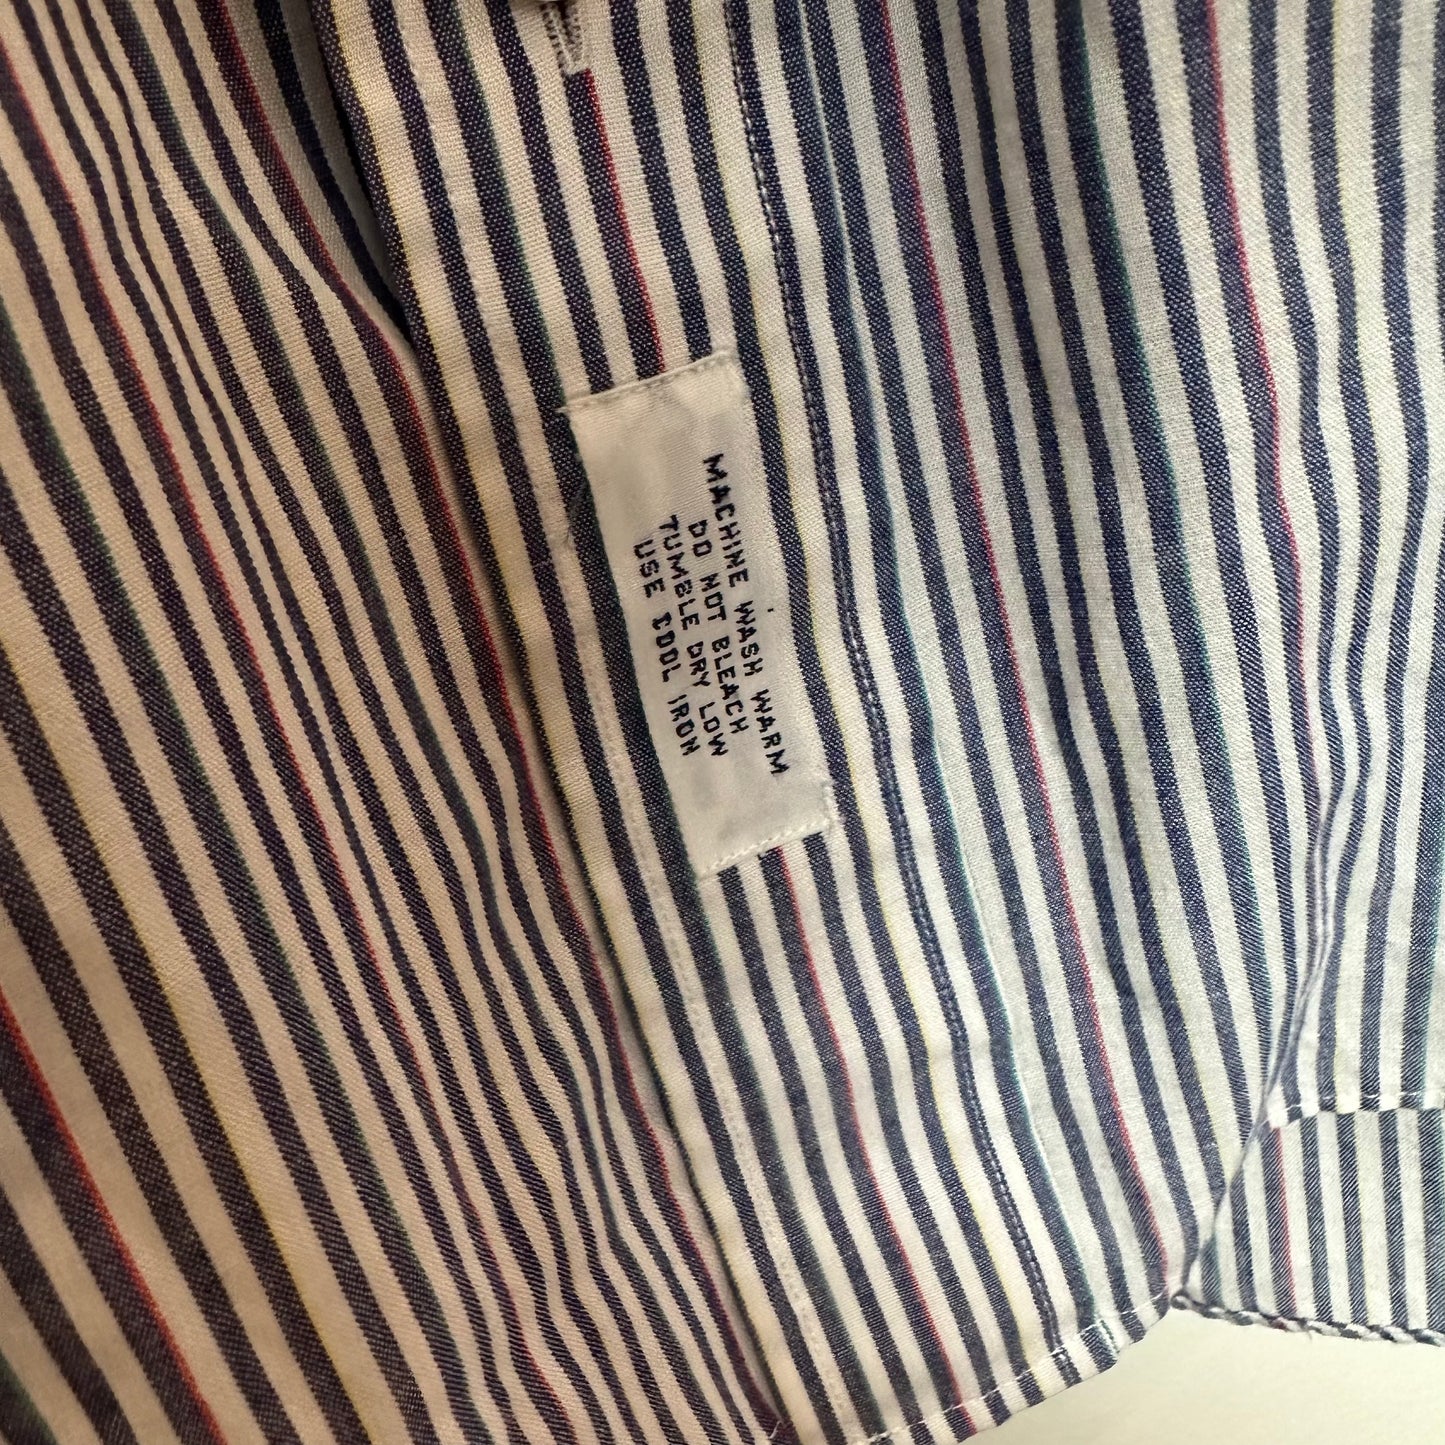 MACHINE WASH WARM
DO NOT BLEACH
TUMBLE DRY LOW
USE COOL IRON